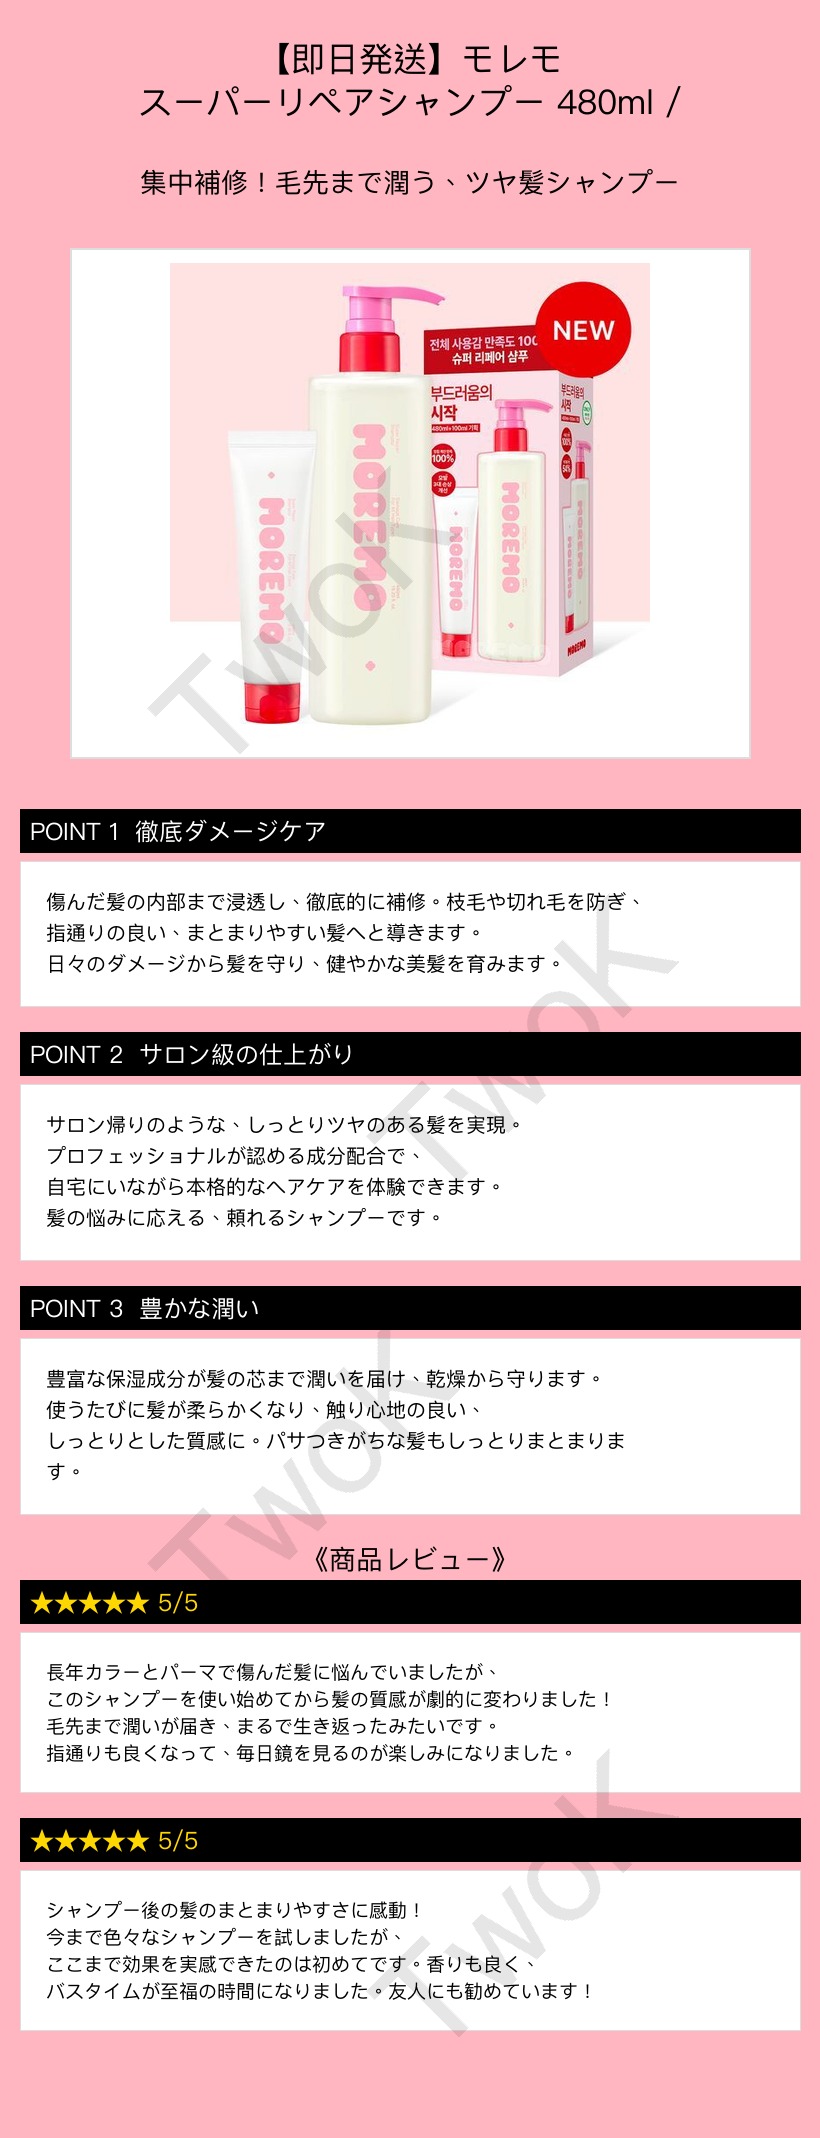 【即日発送】モレモ
スーパーリペアシャンプー 480ml /
集中補修！毛先まで潤う、ツヤ髪シャンプー
NEW
전체 사용감 만족도 100
슈퍼 리페어 샴푸
부드러움의
시작
480ml+100ml 기획
100%
모발
3대 손상
개선
MOREMO
MOREMO
MOREMO
MOREMO
부드러움의
시작
100%
54%
MOREMO
MOREMO
MOREMO
TwoK
POINT 1 徹底ダメージケア
傷んだ髪の内部まで浸透し、徹底的に補修。枝毛や切れ毛を防ぎ、
指通りの良い、まとまりやすい髪へと導きます。
日々のダメージから髪を守り、健やかな美髪を育みます。
TwoK
POINT 2 サロン級の仕上がり
サロン帰りのような、しっとりツヤのある髪を実現。
プロフェッショナルが認める成分配合で、
自宅にいながら本格的なヘアケアを体験できます。
髪の悩みに応える、頼れるシャンプーです。
POINT 3 豊かな潤い
豊富な保湿成分が髪の芯まで潤いを届け、乾燥から守ります。
使うたびに髪が柔らかくなり、触り心地の良い、
しっとりとした質感に。パサつきがちな髪もしっとりまとまりま
す。
TwoK
《商品レビュー》
★★★★★ 5/5
長年カラーとパーマで傷んだ髪に悩んでいましたが、
このシャンプーを使い始めてから髪の質感が劇的に変わりました！
毛先まで潤いが届き、まるで生き返ったみたいです。
指通りも良くなって、毎日鏡を見るのが楽しみになりました。
★★★★★ 5/5
シャンプー後の髪のまとまりやすさに感動！
今まで色々なシャンプーを試しましたが、
ここまで効果を実感できたのは初めてです。香りも良く、
バスタイムが至福の時間になりました。友人にも勧めています！
TwoK